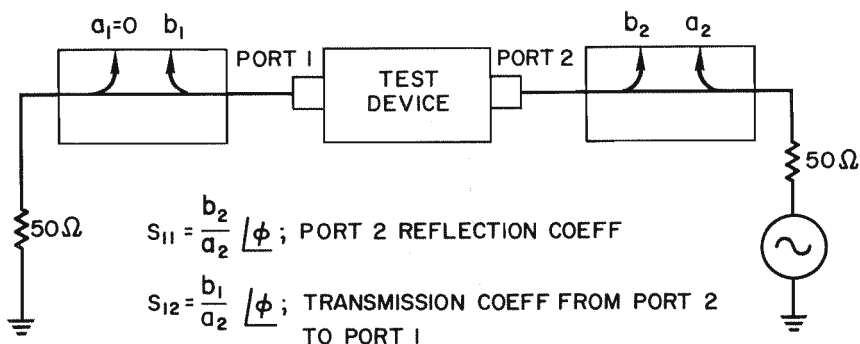 a₁=0 b₁
b₂ a₂
PORT 1
TEST
DEVICE
PORT 2
50Ω
50Ω
S₁₁ = b₂/a₂ ∠ϕ ; PORT 2 REFLECTION COEFF
S₁₂ = b₁/a₂ ∠ϕ ; TRANSMISSION COEFF FROM PORT 2
TO PORT 1